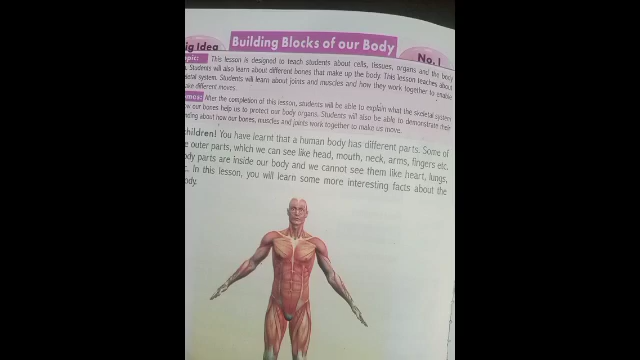 ig Idea
Building Blocks of our Body
No. 1
opic: This lesson is designed to teach students about cells, tissues, organs and the body
. Students will also learn about different bones that make up the body. This lesson teaches about
eletal system. Students will learn about joints and muscles and how they work together to enable
different moves.
omes: After the completion of this lesson, students will be able to explain what the skeletal system
ow our bones help us to protect our body organs. Students will also be able to demonstrate their
nding about how our bones, muscles and joints work together to make us move.
children! You have learnt that a human body has different parts. Some of
e outer parts, which we can see like head, mouth, neck, arms, fingers etc.
ody parts are inside our body and we cannot see them like heart, lungs,
c. In this lesson, you will learn some more interesting facts about the
ody.